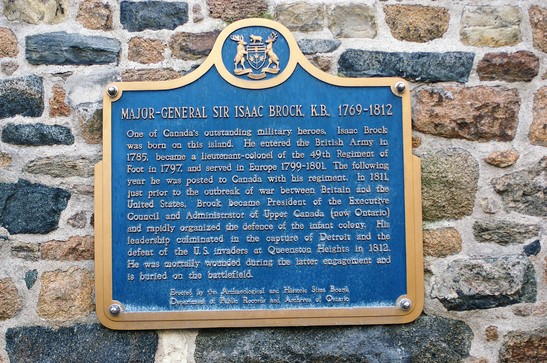 MAJOR-GENERAL SIR ISAAC BROCK, K.B., 1769-1812
One of Canada's outstanding military heroes, Isaac Brock
was born on this island. He entered the British Army in
1785, became a lieutenant-colonel of the 49th Regiment of
Foot in 1797, and served in Europe 1799-1801. The following
year he was posted to Canada with his regiment. In 1811,
just prior to the outbreak of war between Britain and the
United States, Brock became President of the Executive
Council and Administrator of Upper Canada (now Ontario)
and rapidly organized the defence of the infant colony. His
leadership culminated in the capture of Detroit and the
defeat of the U.S. invaders at Queenston Heights in 1812.
He was mortally wounded during the latter engagement and
is buried on the battlefield.
Erected by the Archaeological and Historic Sites Board,
Department of Public Records and Archives of Ontario